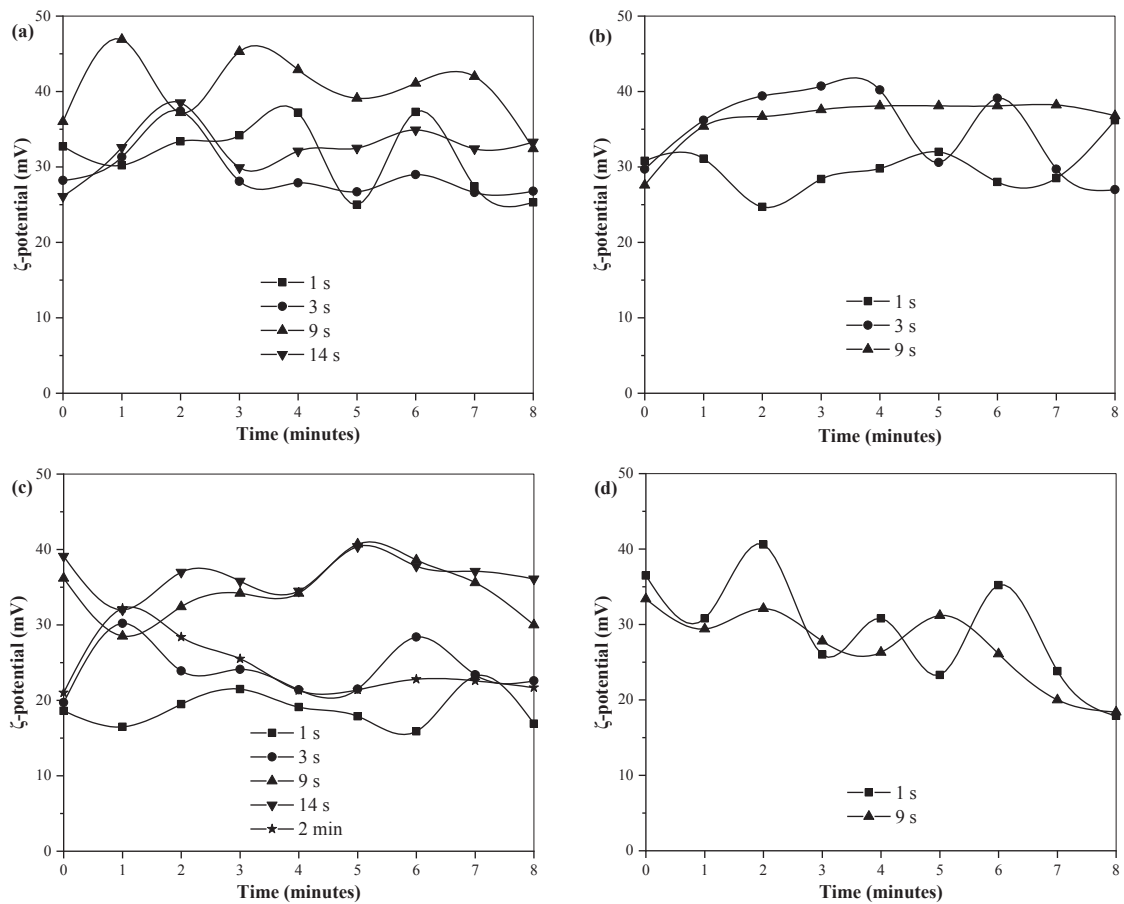 (a)
50
40
30
20
10
0
ζ-potential (mV)
1 s
3 s
9 s
14 s
0 1 2 3 4 5 6 7 8
Time (minutes)
(b)
50
40
30
20
10
0
ζ-potential (mV)
1 s
3 s
9 s
0 1 2 3 4 5 6 7 8
Time (minutes)
(c)
50
40
30
20
10
0
ζ-potential (mV)
1 s
3 s
9 s
14 s
2 min
0 1 2 3 4 5 6 7 8
Time (minutes)
(d)
50
40
30
20
10
0
ζ-potential (mV)
1 s
9 s
0 1 2 3 4 5 6 7 8
Time (minutes)